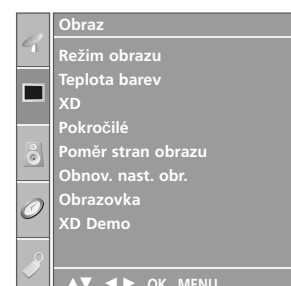 Obraz
Režim obrazu
Teplota barev
XD
Pokročilé
Poměr stran obrazu
Obnov. nast. obr.
Obrazovka
XD Demo
▲▼ ◄► OK MENU